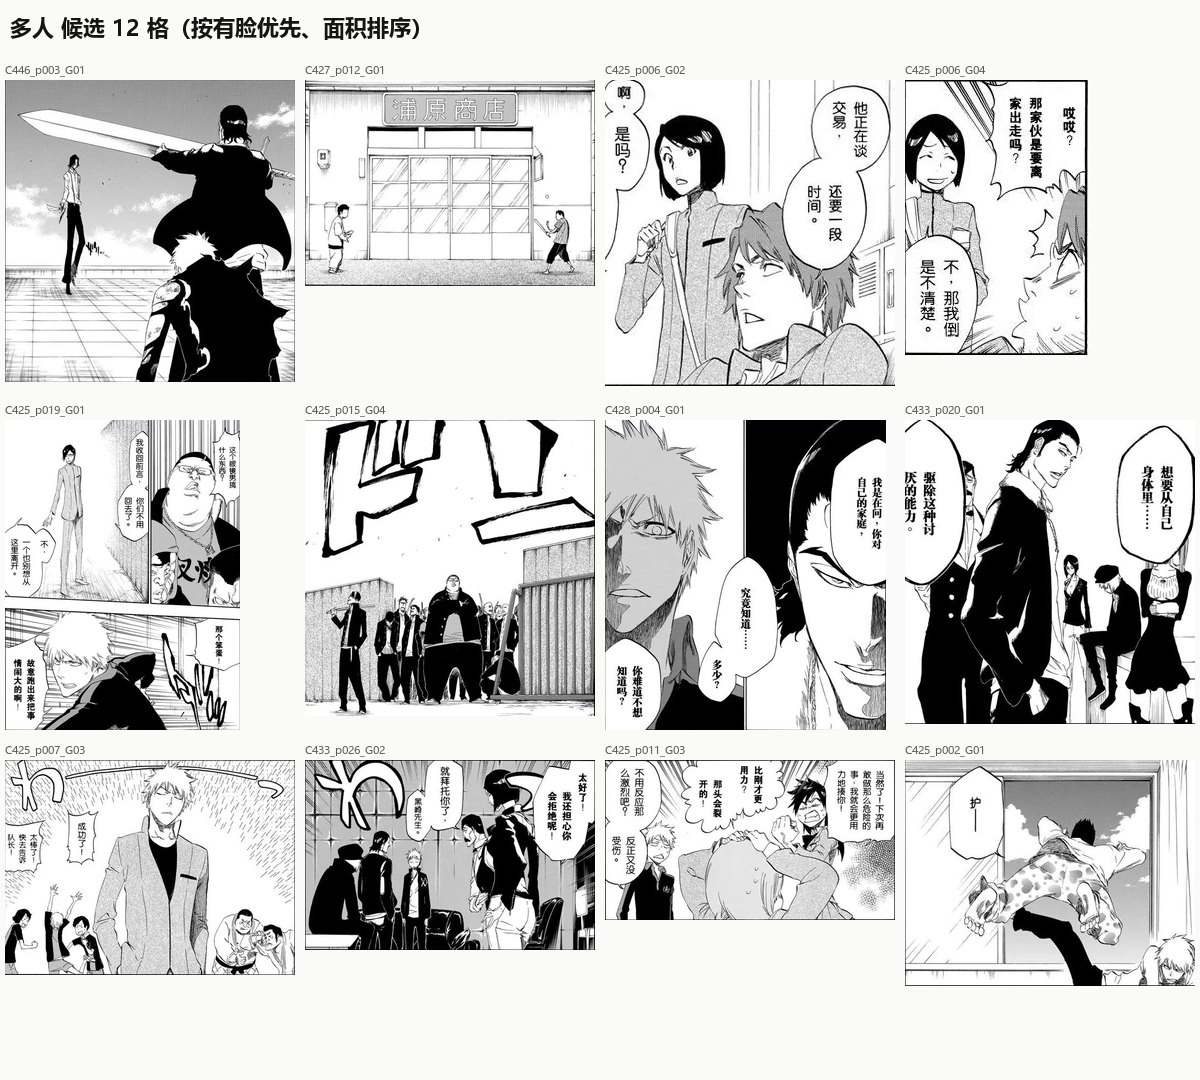 多人 候选 12 格（按有脸优先、面积排序）
C446_p003_G01
C427_p012_G01
浦原商店
C425_p006_G02
他正在谈
交易，
还要一段
时间。
啊，
是吗？
C425_p006_G04
哎哎？
那家伙是要离
家出走吗？
不，那我倒
是不清楚。
C425_p019_G01
这个眼镜男搞
什么东西？
我收回前言，
你们不用
回去了。
不，
一个也别想从
这里离开。
那个笨蛋！
故意跑出来把事
情闹大的啊！
C425_p015_G04
ドン
C428_p004_G01
我是在问，你对
自己的家庭，
究竟知道……
多少？
你难道不想
知道吗？
C433_p020_G01
想要从自己
身体里……
驱除这种讨
厌的能力。
C425_p007_G03
わ
成功了！
太棒了！
快去告诉
队长！
C433_p026_G02
わ
太好了！
我还担心你
会拒绝呢！
就拜托你了，
黑崎先生。
C425_p011_G03
当然了！下次再
敢做那么危险的
事，我就会更用
力地揍你！
比刚才更
用力？
那头会裂
开的！
不用反应那
么激烈吧？
反正又没
受伤。
C425_p002_G01
护—